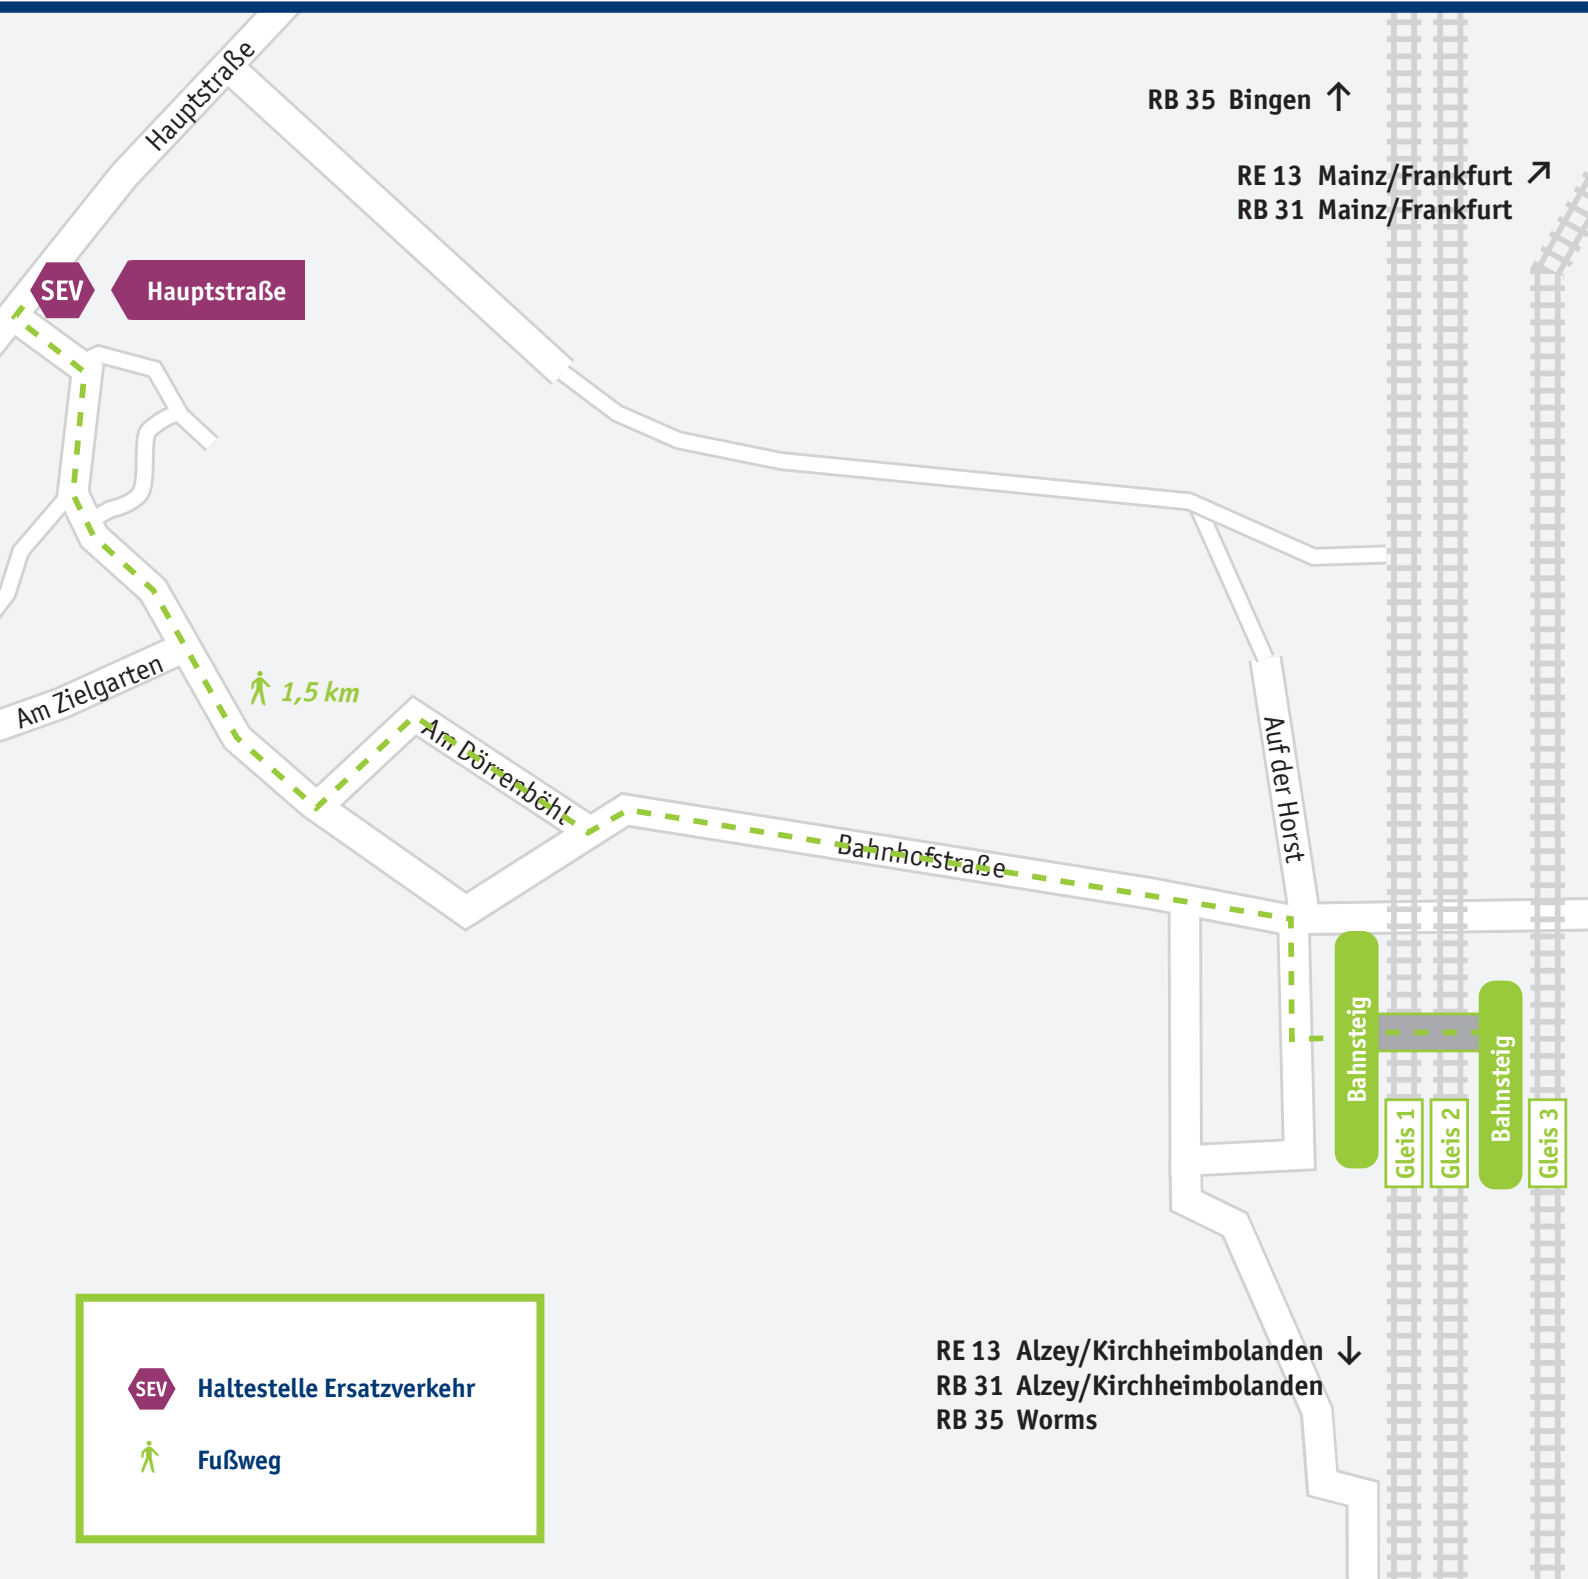 Hauptstraße
RB 35 Bingen ↑
RE 13 Mainz/Frankfurt ↗
RB 31 Mainz/Frankfurt
SEV
Hauptstraße
Am Zielgarten
1,5 km
Am Dörrenböhl
Bahnhofstraße
Auf der Horst
Bahnsteig
Bahnsteig
Gleis 1
Gleis 2
Gleis 3
RE 13 Alzey/Kirchheimbolanden ↓
RB 31 Alzey/Kirchheimbolanden
RB 35 Worms
SEV Haltestelle Ersatzverkehr
Fußweg